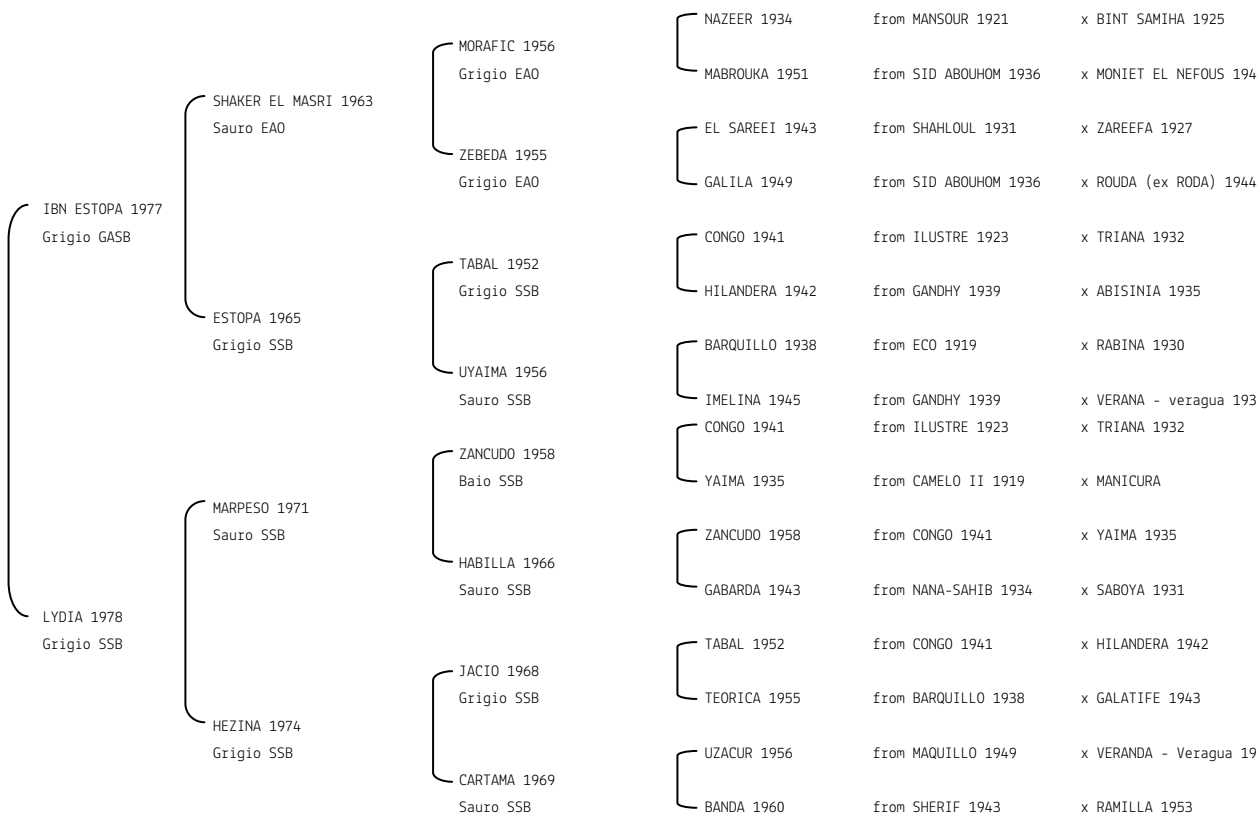 NAZEER 1934 from MANSOUR 1921 x BINT SAMIHA 1925
MORAFIC 1956
Grigio EAO
MABROUKA 1951 from SID ABOUHOM 1936 x MONIET EL NEFOUS 194
SHAKER EL MASRI 1963
Sauro EAO
EL SAREEI 1943 from SHAHLOUL 1931 x ZAREEFA 1927
ZEBEDA 1955
Grigio EAO
GALILA 1949 from SID ABOUHOM 1936 x ROUDA (ex RODA) 1944
IBN ESTOPA 1977
Grigio GASB
CONGO 1941 from ILUSTRE 1923 x TRIANA 1932
TABAL 1952
Grigio SSB
HILANDERA 1942 from GANDHY 1939 x ABISINIA 1935
ESTOPA 1965
Grigio SSB
BARQUILLO 1938 from ECO 1919 x RABINA 1930
UYAIMA 1956
Sauro SSB
IMELINA 1945 from GANDHY 1939 x VERANA - veragua 193
CONGO 1941 from ILUSTRE 1923 x TRIANA 1932
ZANCUDO 1958
Baio SSB
YAIMA 1935 from CAMELO II 1919 x MANICURA
MARPESO 1971
Sauro SSB
ZANCUDO 1958 from CONGO 1941 x YAIMA 1935
HABILLA 1966
Sauro SSB
GABARDA 1943 from NANA-SAHIB 1934 x SABOYA 1931
LYDIA 1978
Grigio SSB
TABAL 1952 from CONGO 1941 x HILANDERA 1942
JACIO 1968
Grigio SSB
TEORICA 1955 from BARQUILLO 1938 x GALATIFE 1943
HEZINA 1974
Grigio SSB
UZACUR 1956 from MAQUILLO 1949 x VERANDA - Veragua 19
CARTAMA 1969
Sauro SSB
BANDA 1960 from SHERIF 1943 x RAMILLA 1953